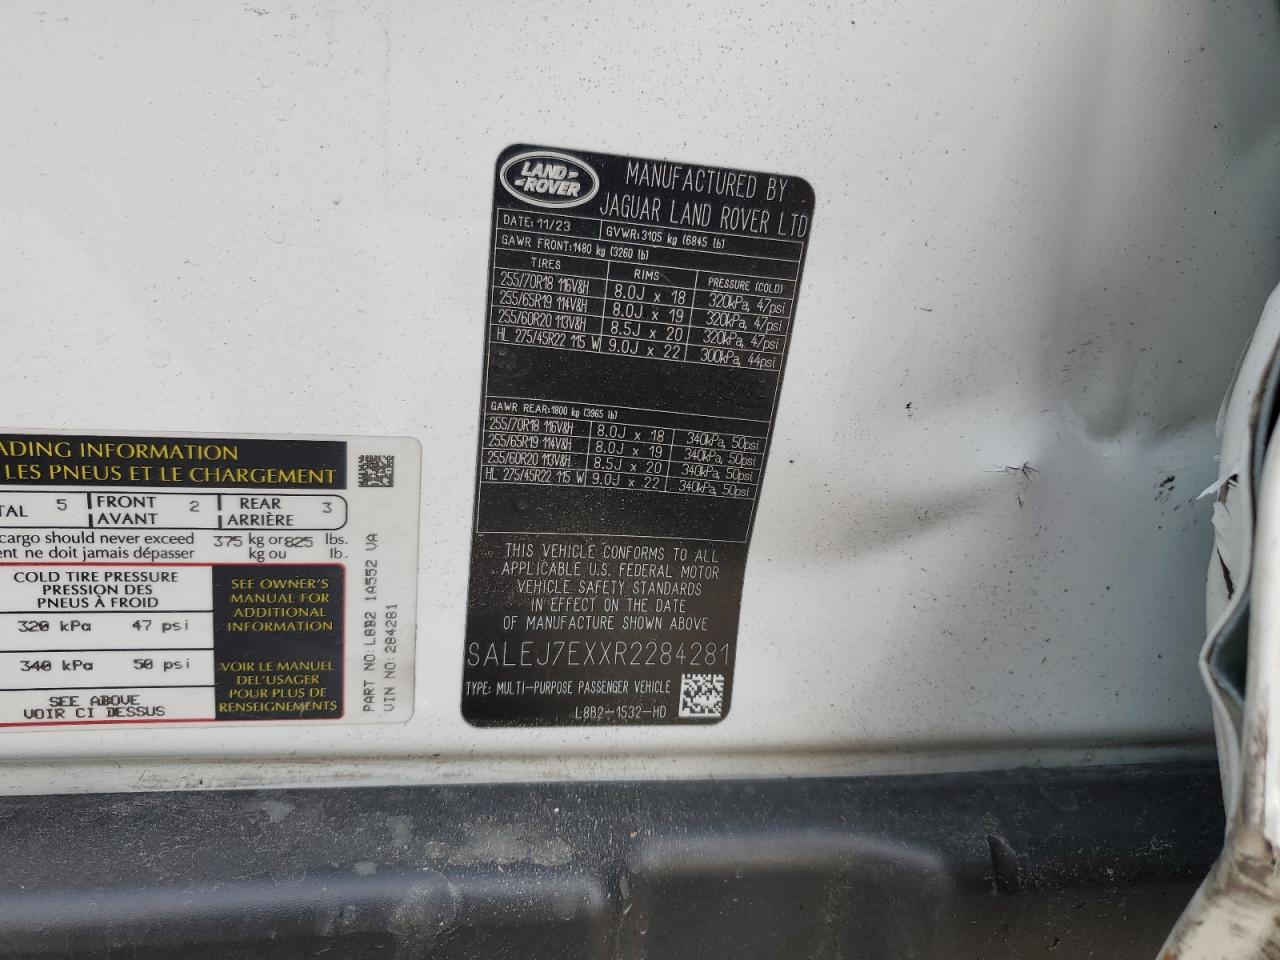 LAND ROVER
MANUFACTURED BY
JAGUAR LAND ROVER LTD
DATE: 11/23 GVWR: 3105 kg (6845 lb)
GAWR FRONT: 1480 kg (3260 lb)
TIRES RIMS PRESSURE (COLD)
255/70R18 116V&H 8.0J x 18 320kPa, 47psi
255/65R19 114V&H 8.0J x 19 320kPa, 47psi
255/60R20 113V&H 8.5J x 20 320kPa, 47psi
HL 275/45R22 115 W 9.0J x 22 300kPa, 44psi
GAWR REAR: 1800 kg (3965 lb)
255/70R18 116V&H 8.0J x 18 340kPa, 50psi
255/65R19 114V&H 8.0J x 19 340kPa, 50psi
255/60R20 113V&H 8.5J x 20 340kPa, 50psi
HL 275/45R22 115 W 9.0J x 22 340kPa, 50psi
THIS VEHICLE CONFORMS TO ALL
APPLICABLE U.S. FEDERAL MOTOR
VEHICLE SAFETY STANDARDS
IN EFFECT ON THE DATE
OF MANUFACTURE SHOWN ABOVE
SALEJ7EXXR2284281
TYPE: MULTI-PURPOSE PASSENGER VEHICLE
L8B2-1532-HD
ADING INFORMATION
LES PNEUS ET LE CHARGEMENT
TAL 5 FRONT AVANT 2 REAR ARRIÈRE 3
cargo should never exceed 375 kg or 825 lbs.
ent ne doit jamais dépasser kg ou lb.
COLD TIRE PRESSURE
PRESSION DES
PNEUS À FROID
320 kPa 47 psi
340 kPa 50 psi
SEE ABOVE
VOIR CI DESSUS
SEE OWNER'S
MANUAL FOR
ADDITIONAL
INFORMATION
VOIR LE MANUEL
DEL'USAGER
POUR PLUS DE
RENSEIGNEMENTS
PART NO: L8B2 1A552 VA
VIN NO: 284281